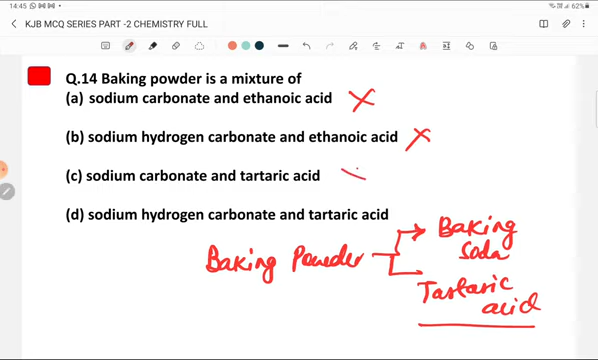 14:45
62%
KJB MCQ SERIES PART -2 CHEMISTRY FULL
Q.14 Baking powder is a mixture of
(a) sodium carbonate and ethanoic acid
(b) sodium hydrogen carbonate and ethanoic acid
(c) sodium carbonate and tartaric acid
(d) sodium hydrogen carbonate and tartaric acid
Baking Powder
Baking
Soda
Tartaric
acid